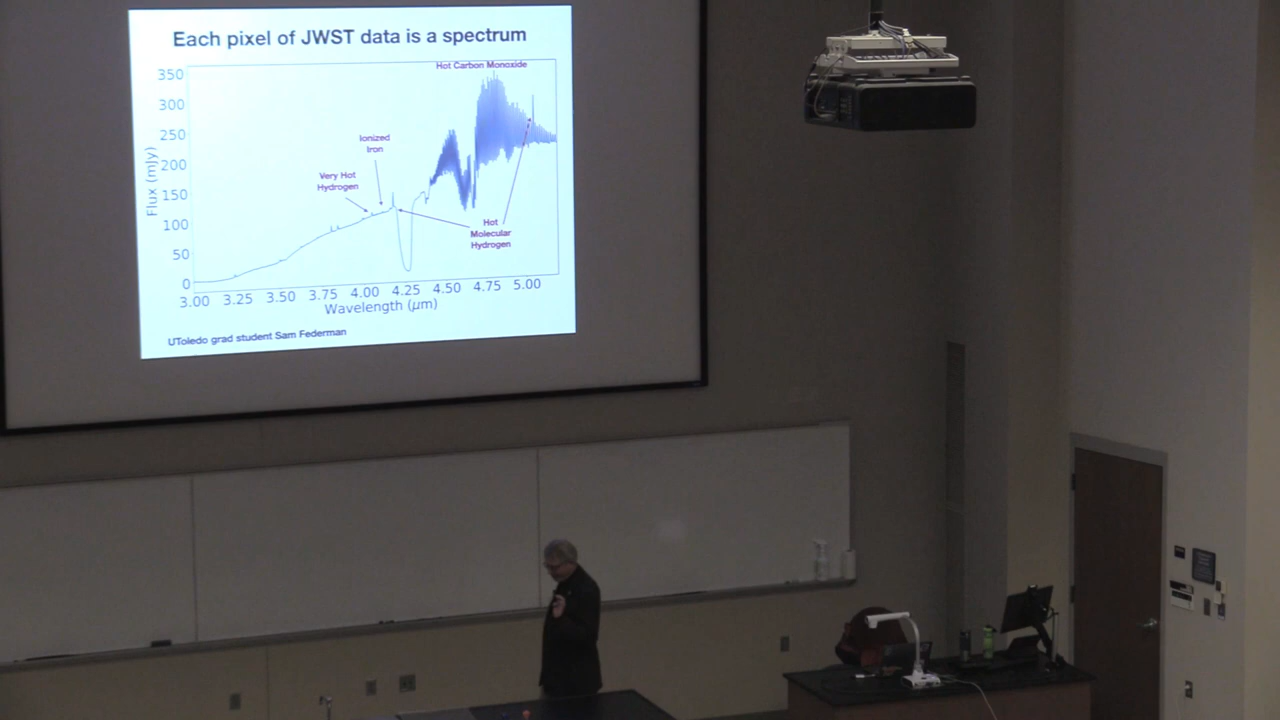 Each pixel of JWST data is a spectrum
Hot Carbon Monoxide
350
300
250
200
150
100
50
0
Flux (mJy)
Ionized
Iron
Very Hot
Hydrogen
Hot
Molecular
Hydrogen
3.00 3.25 3.50 3.75 4.00 4.25 4.50 4.75 5.00
Wavelength (μm)
UToledo grad student Sam Federman